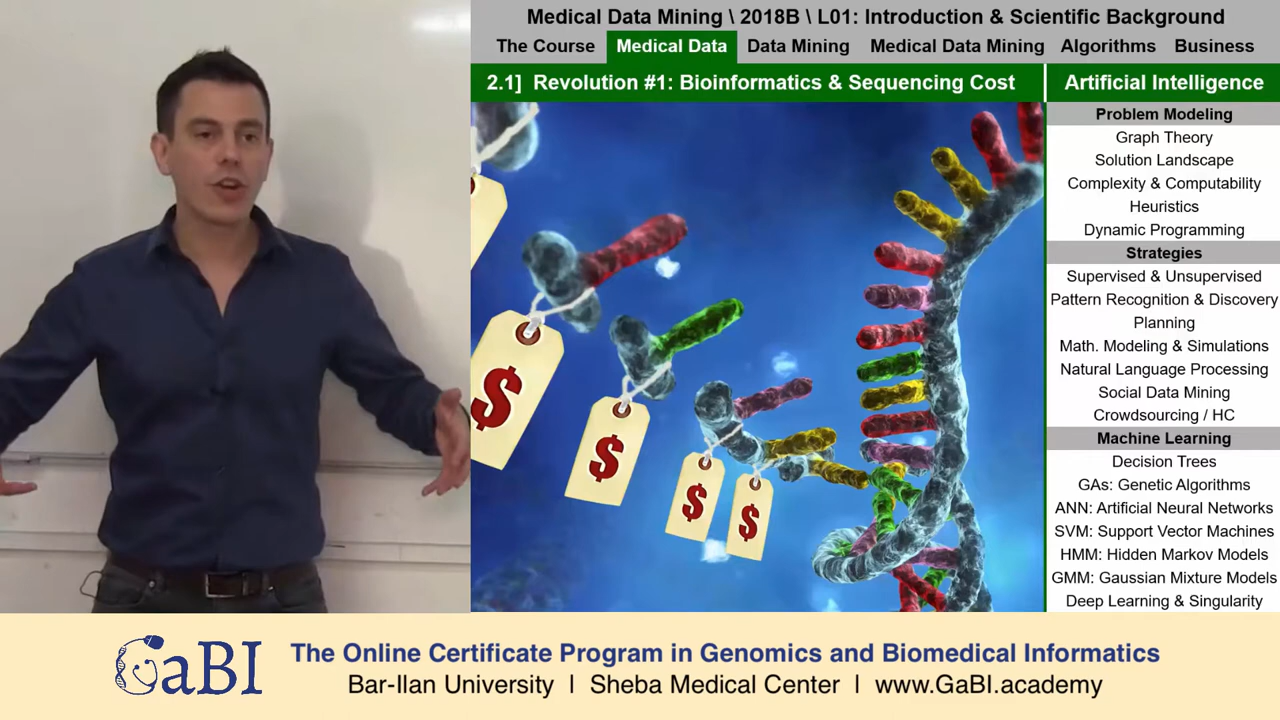 Medical Data Mining \ 2018B \ L01: Introduction & Scientific Background
The Course Medical Data Data Mining Medical Data Mining Algorithms Business
2.1] Revolution #1: Bioinformatics & Sequencing Cost
Artificial Intelligence
$
$
$
$
Problem Modeling
Graph Theory
Solution Landscape
Complexity & Computability
Heuristics
Dynamic Programming
Strategies
Supervised & Unsupervised
Pattern Recognition & Discovery
Planning
Math. Modeling & Simulations
Natural Language Processing
Social Data Mining
Crowdsourcing / HC
Machine Learning
Decision Trees
GAs: Genetic Algorithms
ANN: Artificial Neural Networks
SVM: Support Vector Machines
HMM: Hidden Markov Models
GMM: Gaussian Mixture Models
Deep Learning & Singularity
GaBI
The Online Certificate Program in Genomics and Biomedical Informatics
Bar-Ilan University | Sheba Medical Center | www.GaBI.academy